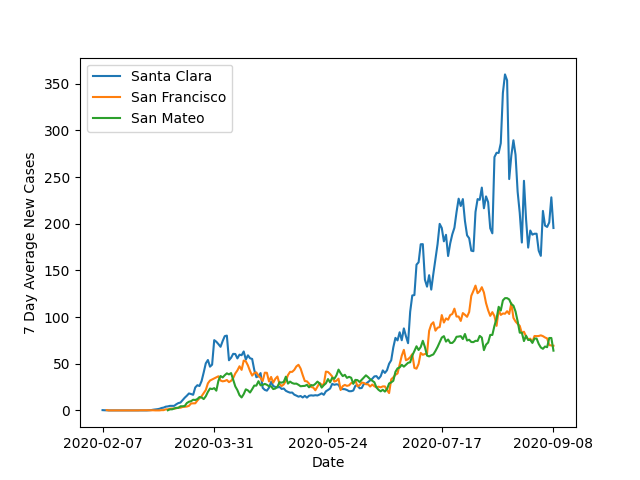 Santa Clara
San Francisco
San Mateo
7 Day Average New Cases
350
300
250
200
150
100
50
0
2020-02-07
2020-03-31
2020-05-24
2020-07-17
2020-09-08
Date